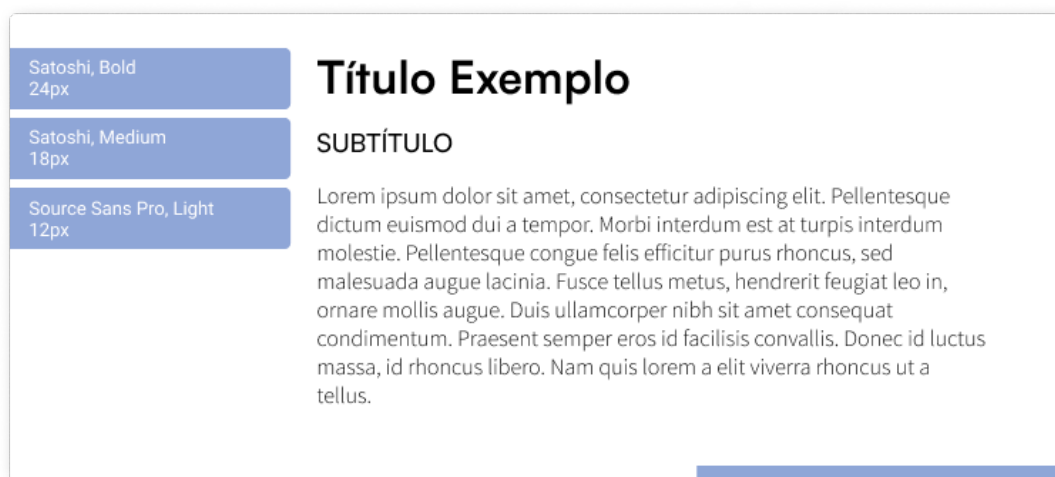 Satoshi, Bold
24px
Satoshi, Medium
18px
Source Sans Pro, Light
12px
Título Exemplo
SUBTÍTULO
Lorem ipsum dolor sit amet, consectetur adipiscing elit. Pellentesque
dictum euismod dui a tempor. Morbi interdum est at turpis interdum
molestie. Pellentesque congue felis efficitur purus rhoncus, sed
malesuada augue lacinia. Fusce tellus metus, hendrerit feugiat leo in,
ornare mollis augue. Duis ullamcorper nibh sit amet consequat
condimentum. Praesent semper eros id facilisis convallis. Donec id luctus
massa, id rhoncus libero. Nam quis lorem a elit viverra rhoncus ut a
tellus.